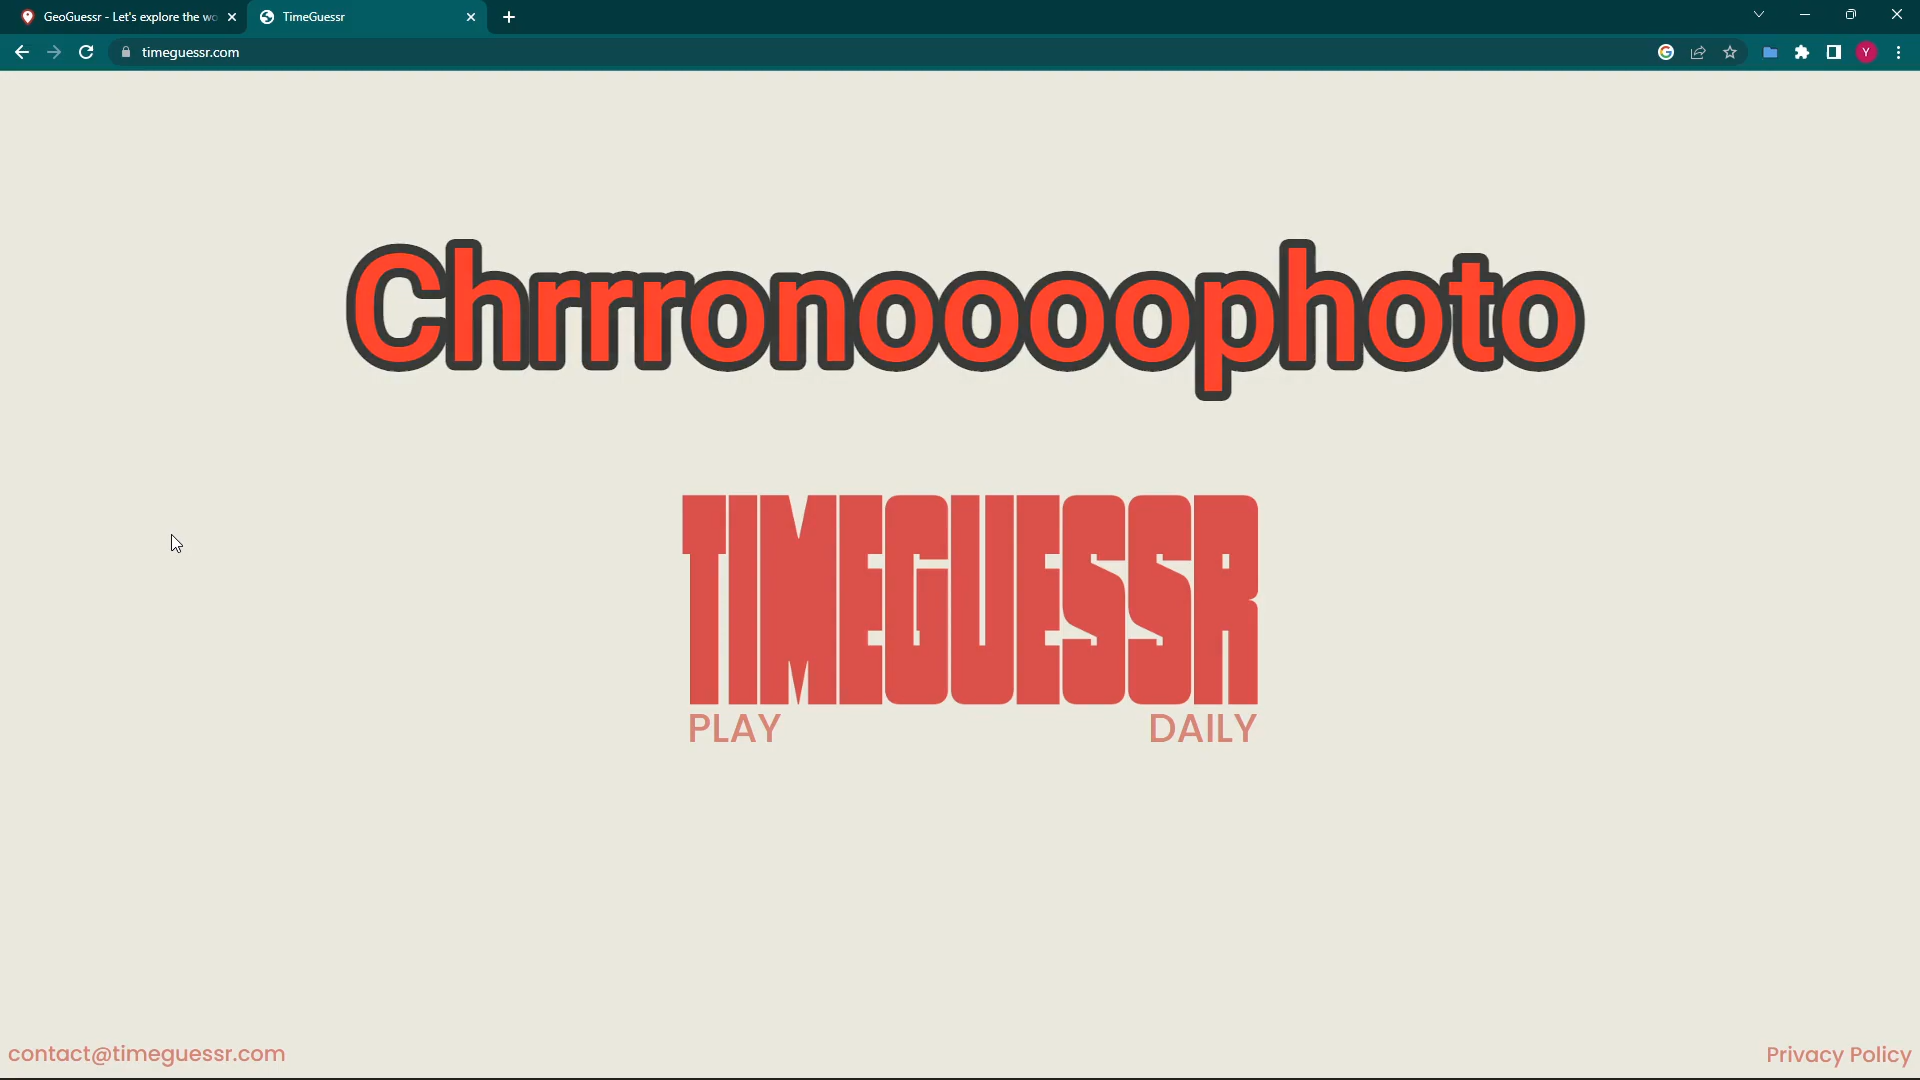 GeoGuessr - Let's explore the wo
TimeGuessr
timeguessr.com
Y
Chrrronoooophoto
TIMEGUESSR
PLAY DAILY
contact@timeguessr.com
Privacy Policy